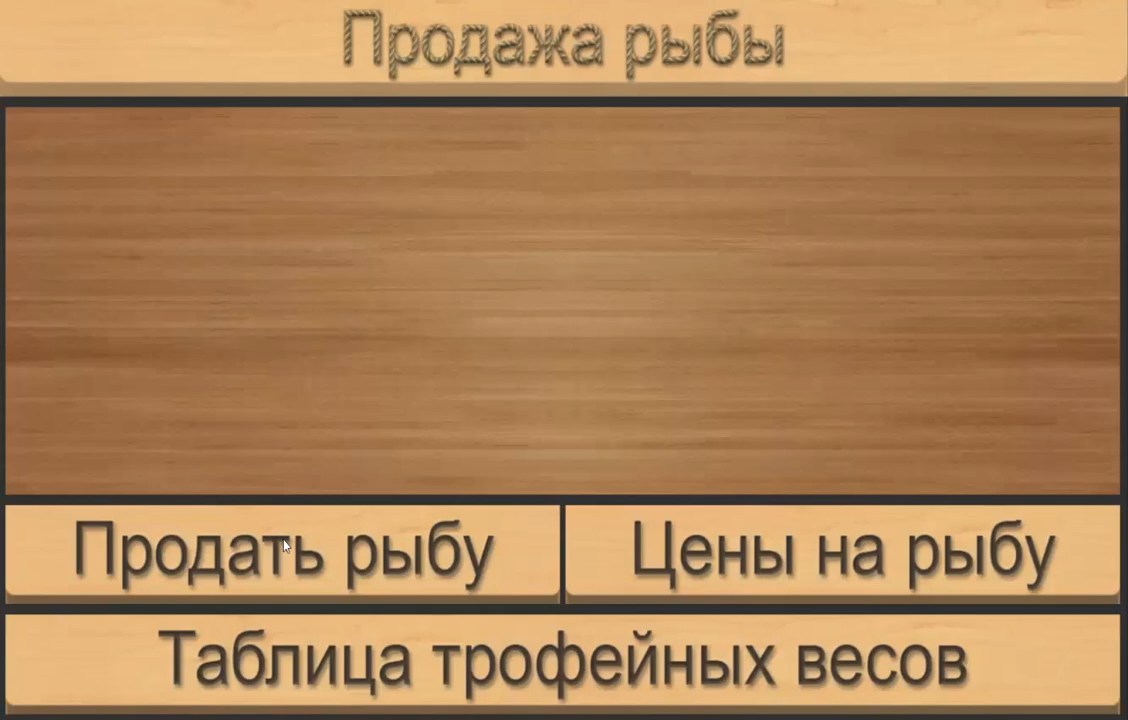 Продажа рыбы
Продать рыбу
Цены на рыбу
Таблица трофейных весов